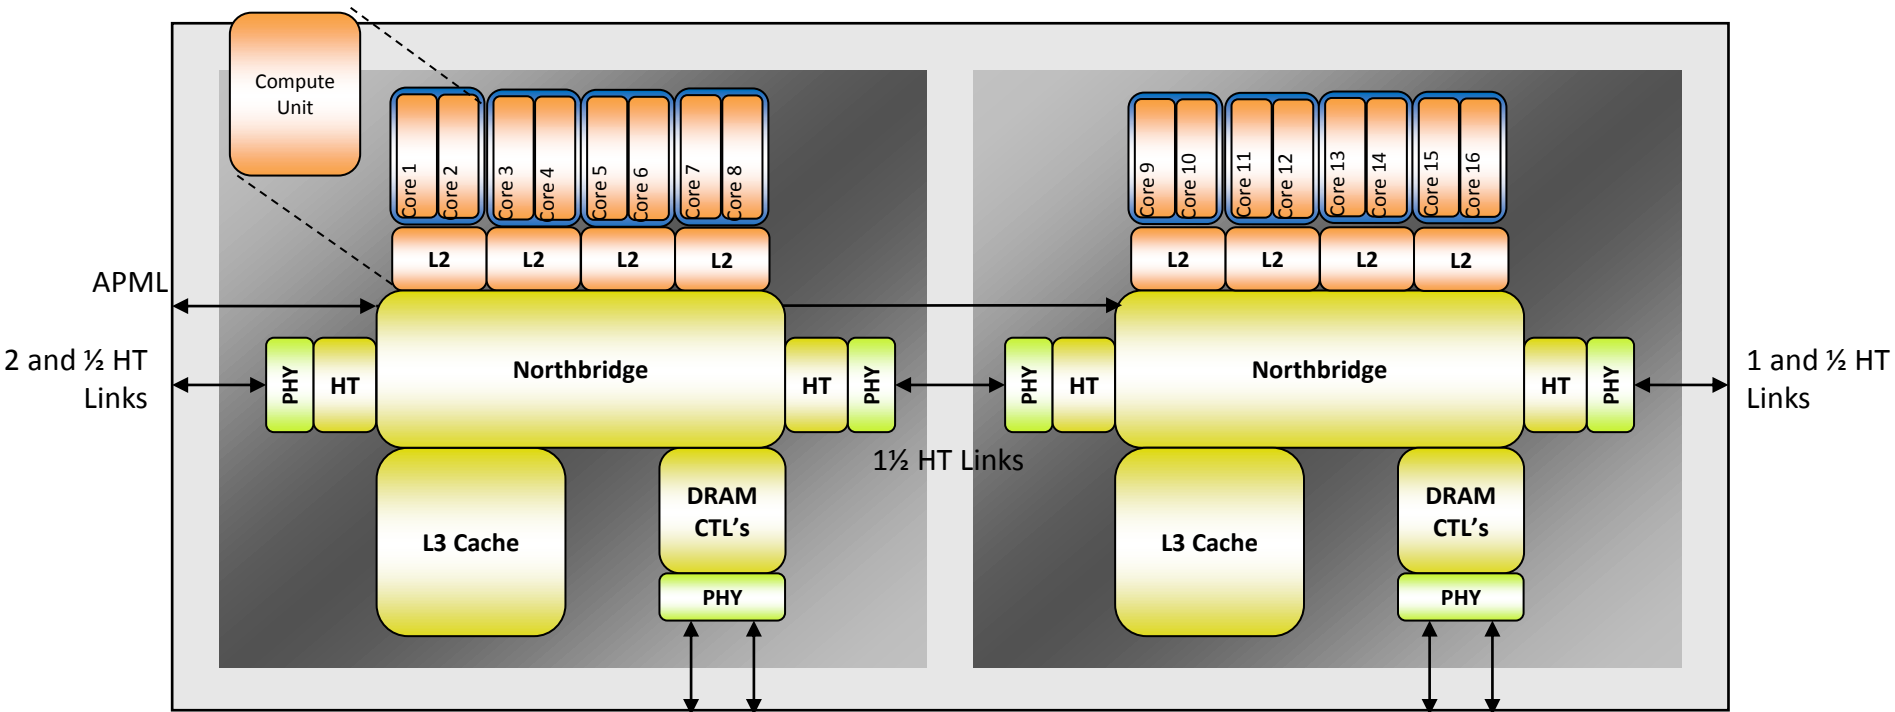 Compute
Unit
Core 1
Core 2
Core 3
Core 4
Core 5
Core 6
Core 7
Core 8
Core 9
Core 10
Core 11
Core 12
Core 13
Core 14
Core 15
Core 16
L2
L2
L2
L2
L2
L2
L2
L2
APML
2 and ½ HT
Links
PHY
HT
Northbridge
HT
PHY
1½ HT Links
PHY
HT
Northbridge
HT
PHY
1 and ½ HT
Links
L3 Cache
DRAM
CTL’s
PHY
L3 Cache
DRAM
CTL’s
PHY